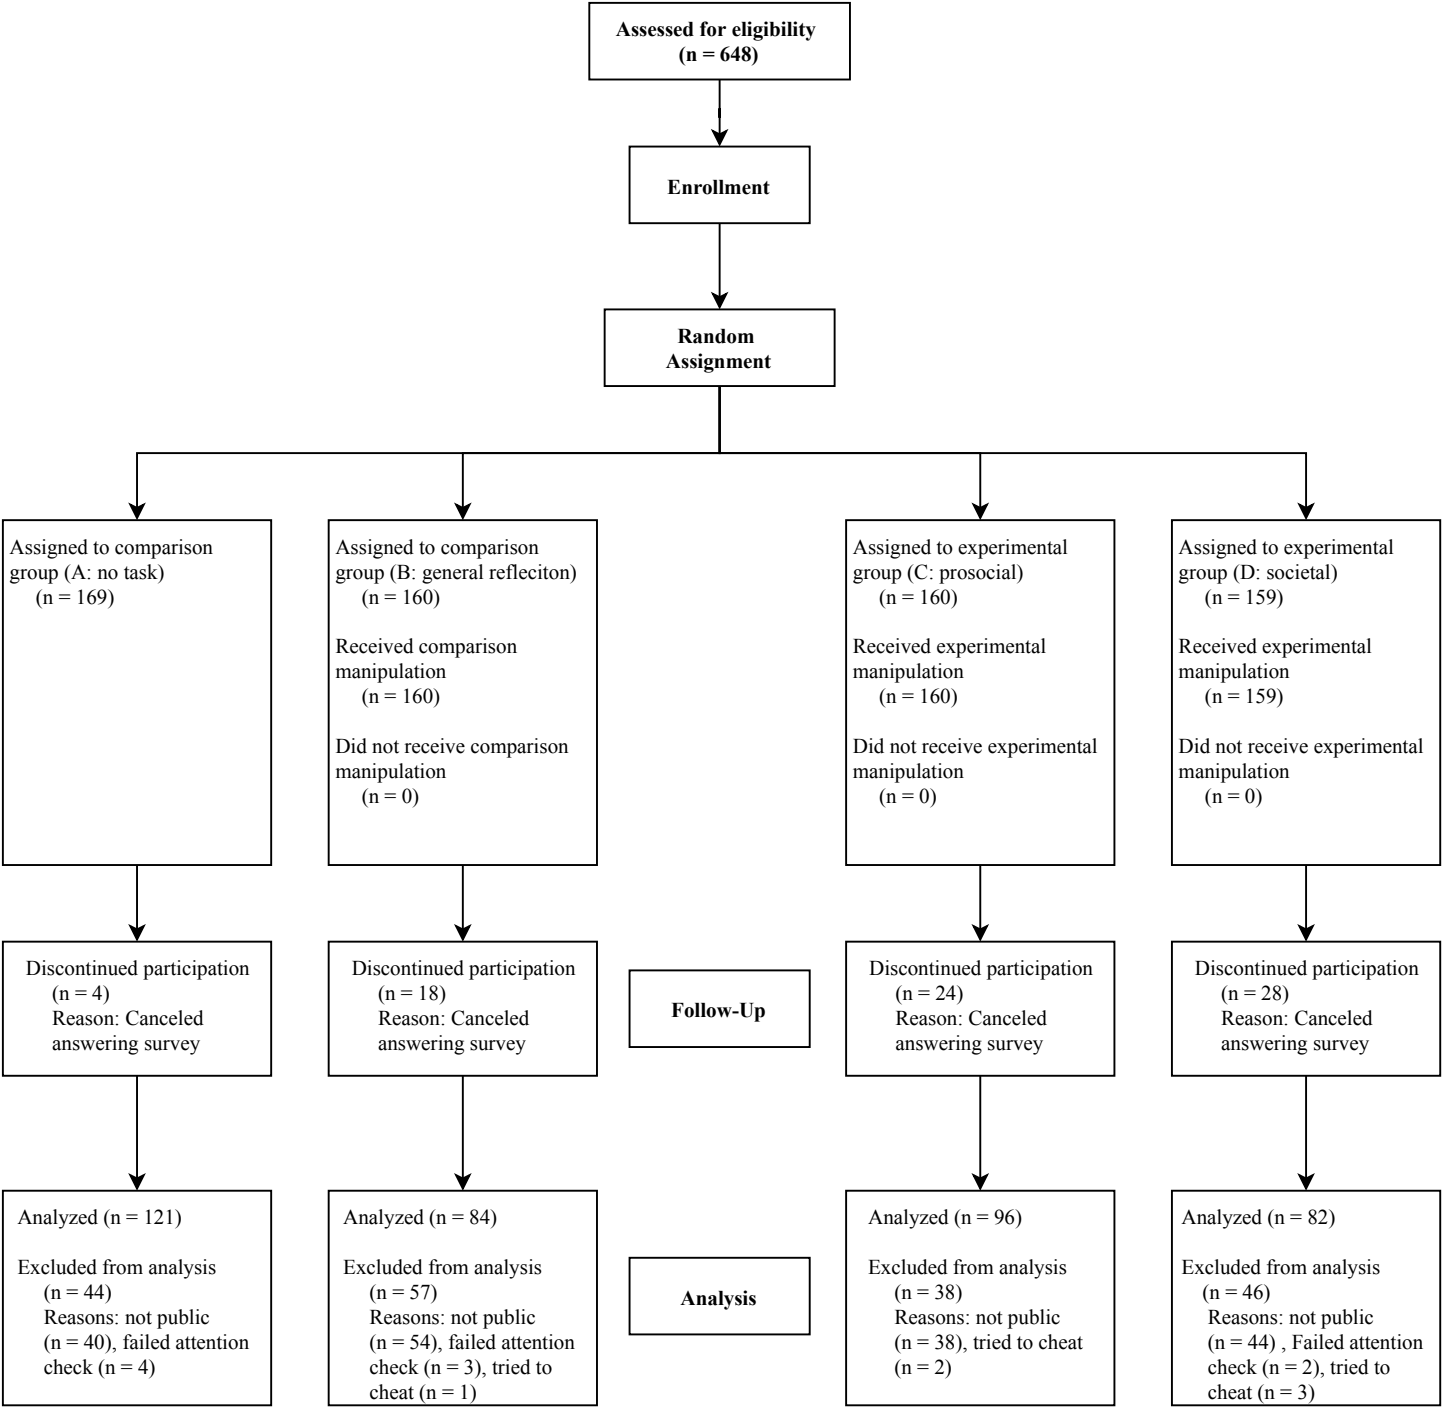 Assessed for eligibility
(n = 648)
Enrollment
Random
Assignment
Assigned to comparison
group (A: no task)
(n = 169)
Assigned to comparison
group (B: general refleciton)
(n = 160)
Received comparison
manipulation
(n = 160)
Did not receive comparison
manipulation
(n = 0)
Assigned to experimental
group (C: prosocial)
(n = 160)
Received experimental
manipulation
(n = 160)
Did not receive experimental
manipulation
(n = 0)
Assigned to experimental
group (D: societal)
(n = 159)
Received experimental
manipulation
(n = 159)
Did not receive experimental
manipulation
(n = 0)
Discontinued participation
(n = 4)
Reason: Canceled
answering survey
Discontinued participation
(n = 18)
Reason: Canceled
answering survey
Follow-Up
Discontinued participation
(n = 24)
Reason: Canceled
answering survey
Discontinued participation
(n = 28)
Reason: Canceled
answering survey
Analyzed (n = 121)
Excluded from analysis
(n = 44)
Reasons: not public
(n = 40), failed attention
check (n = 4)
Analyzed (n = 84)
Excluded from analysis
(n = 57)
Reasons: not public
(n = 54), failed attention
check (n = 3), tried to
cheat (n = 1)
Analysis
Analyzed (n = 96)
Excluded from analysis
(n = 38)
Reasons: not public
(n = 38), tried to cheat
(n = 2)
Analyzed (n = 82)
Excluded from analysis
(n = 46)
Reasons: not public
(n = 44) , Failed attention
check (n = 2), tried to
cheat (n = 3)